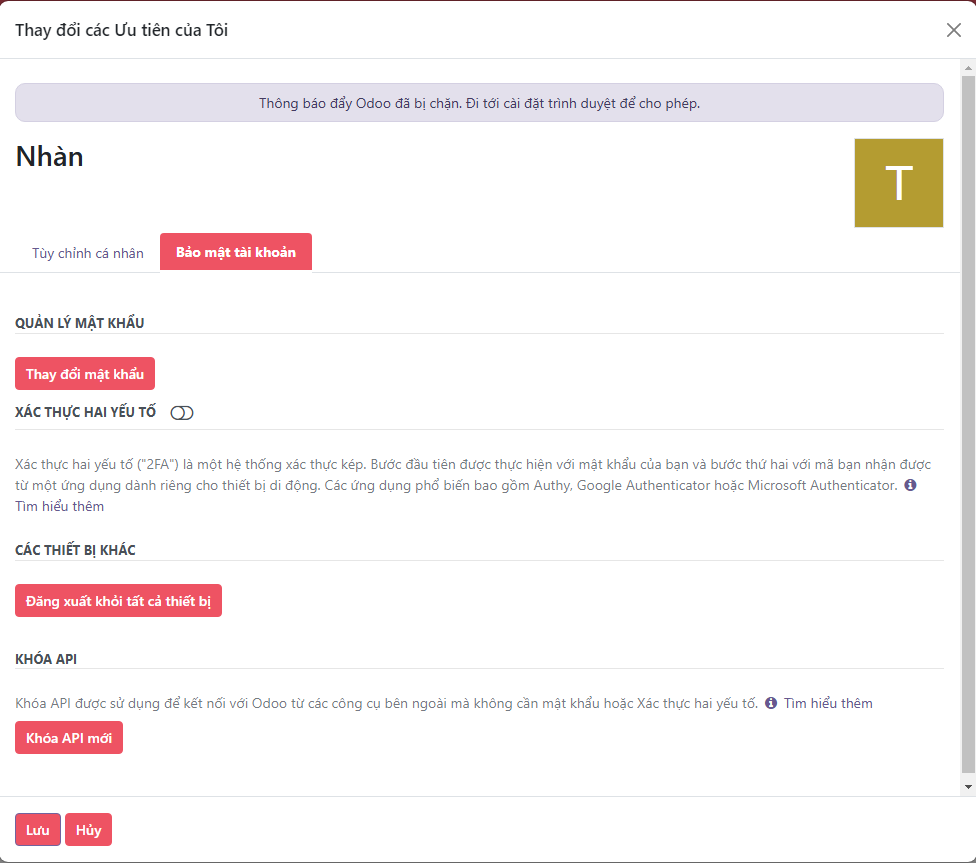 Thay đổi các Ưu tiên của Tôi
Thông báo đẩy Odoo đã bị chặn. Đi tới cài đặt trình duyệt để cho phép.
Nhàn
T
Tùy chỉnh cá nhân
Bảo mật tài khoản
QUẢN LÝ MẬT KHẨU
Thay đổi mật khẩu
XÁC THỰC HAI YẾU TỐ
Xác thực hai yếu tố ("2FA") là một hệ thống xác thực kép. Bước đầu tiên được thực hiện với mật khẩu của bạn và bước thứ hai với mã bạn nhận được
từ một ứng dụng dành riêng cho thiết bị di động. Các ứng dụng phổ biến bao gồm Authy, Google Authenticator hoặc Microsoft Authenticator.
Tìm hiểu thêm
CÁC THIẾT BỊ KHÁC
Đăng xuất khỏi tất cả thiết bị
KHÓA API
Khóa API được sử dụng để kết nối với Odoo từ các công cụ bên ngoài mà không cần mật khẩu hoặc Xác thực hai yếu tố. Tìm hiểu thêm
Khóa API mới
Lưu
Hủy